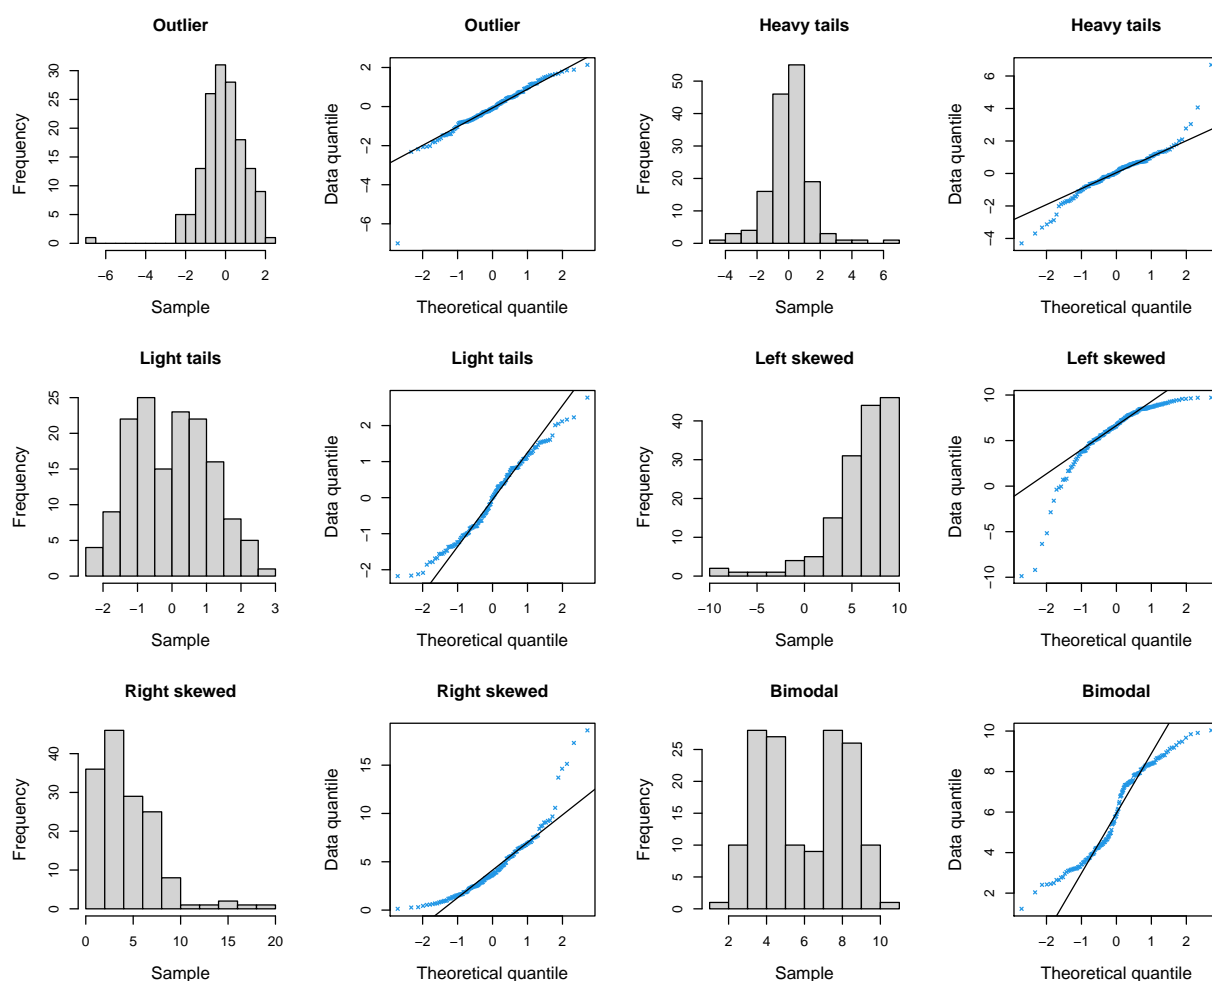 Outlier
Outlier
Heavy tails
Heavy tails
Frequency
0 5 10 15 20 25 30
−6 −4 −2 0 2
Sample
Data quantile
−6 −4 −2 0 2
−2 −1 0 1 2
Theoretical quantile
Frequency
0 10 20 30 50
−4 −2 0 2 4 6
Sample
Data quantile
−4 −2 0 2 4 6
−2 −1 0 1 2
Theoretical quantile
Light tails
Light tails
Left skewed
Left skewed
Frequency
0 5 10 15 20 25
−2 −1 0 1 2 3
Sample
Data quantile
−2 −1 0 1 2
−2 −1 0 1 2
Theoretical quantile
Frequency
0 10 20 30 40
−10 −5 0 5 10
Sample
Data quantile
−10 −5 0 5 10
−2 −1 0 1 2
Theoretical quantile
Right skewed
Right skewed
Bimodal
Bimodal
Frequency
0 10 20 30 40
0 5 10 15 20
Sample
Data quantile
0 5 10 15
−2 −1 0 1 2
Theoretical quantile
Frequency
0 5 10 15 20 25
2 4 6 8 10
Sample
Data quantile
2 4 6 8 10
−2 −1 0 1 2
Theoretical quantile